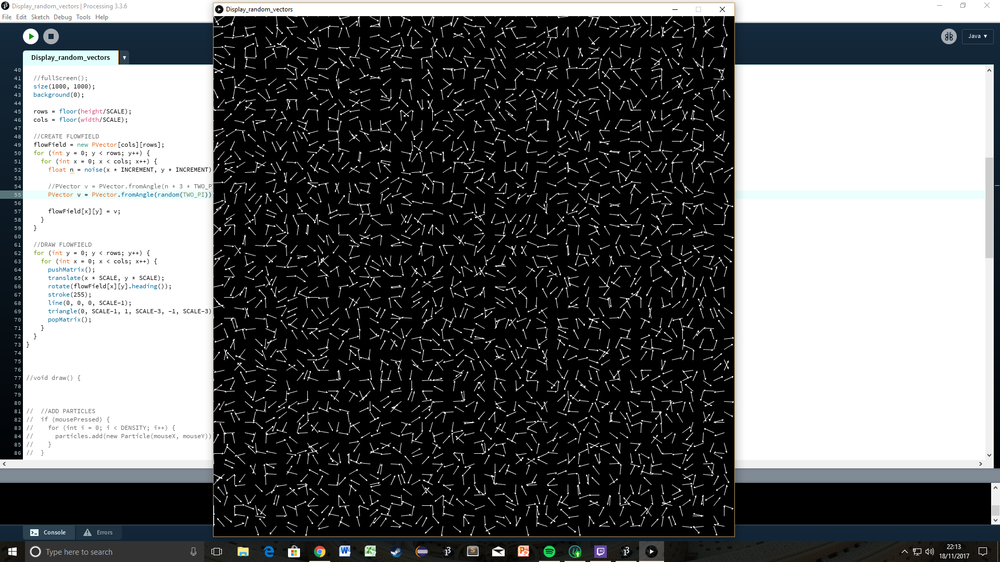 Display_random_vectors | Processing 3.3.6
File Edit Sketch Debug Tools Help
Java ▾
Display_random_vectors
Display_random_vectors
40
41 //fullScreen();
42 size(1000, 1000);
43 background(0);
44
45 rows = floor(height/SCALE);
46 cols = floor(width/SCALE);
47
48 //CREATE FLOWFIELD
49 flowField = new PVector[cols][rows];
50 for (int y = 0; y < rows; y++) {
51 for (int x = 0; x < cols; x++) {
52 float n = noise(x * INCREMENT, y * INCREMENT)
53
54 //PVector v = PVector.fromAngle(n * 3 * TWO_PI
55 PVector v = PVector.fromAngle(random(TWO_PI))
56
57 flowField[x][y] = v;
58 }
59 }
60
61 //DRAW FLOWFIELD
62 for (int y = 0; y < rows; y++) {
63 for (int x = 0; x < cols; x++) {
64 pushMatrix();
65 translate(x * SCALE, y * SCALE);
66 rotate(flowField[x][y].heading());
67 stroke(255);
68 line(0, 0, 0, SCALE-1);
69 triangle(0, SCALE-1, 1, SCALE-3, -1, SCALE-3)
70 popMatrix();
71 }
72 }
73 }
74
75
76
77 //void draw() {
78
79
80
81 // //ADD PARTICLES
82 // if (mousePressed) {
83 // for (int i = 0; i < DENSITY; i++) {
84 // particles.add(new Particle(mouseX, mouseY))
85 // }
86 // }
Console
Errors
Type here to search
22:13
18/11/2017